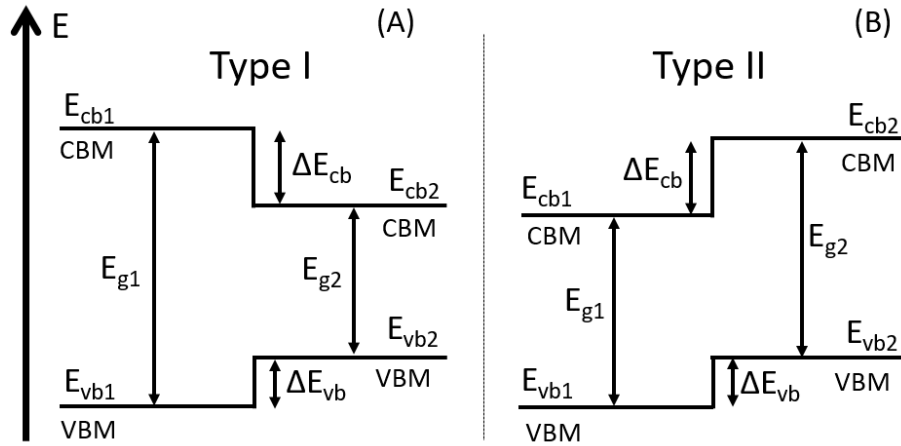 E
(A)
Type I
E_cb1
CBM
ΔE_cb
E_cb2
CBM
E_g1
E_g2
E_vb2
VBM
E_vb1
VBM
ΔE_vb
(B)
Type II
E_cb2
CBM
ΔE_cb
E_cb1
CBM
E_g2
E_g1
E_vb2
VBM
E_vb1
VBM
ΔE_vb